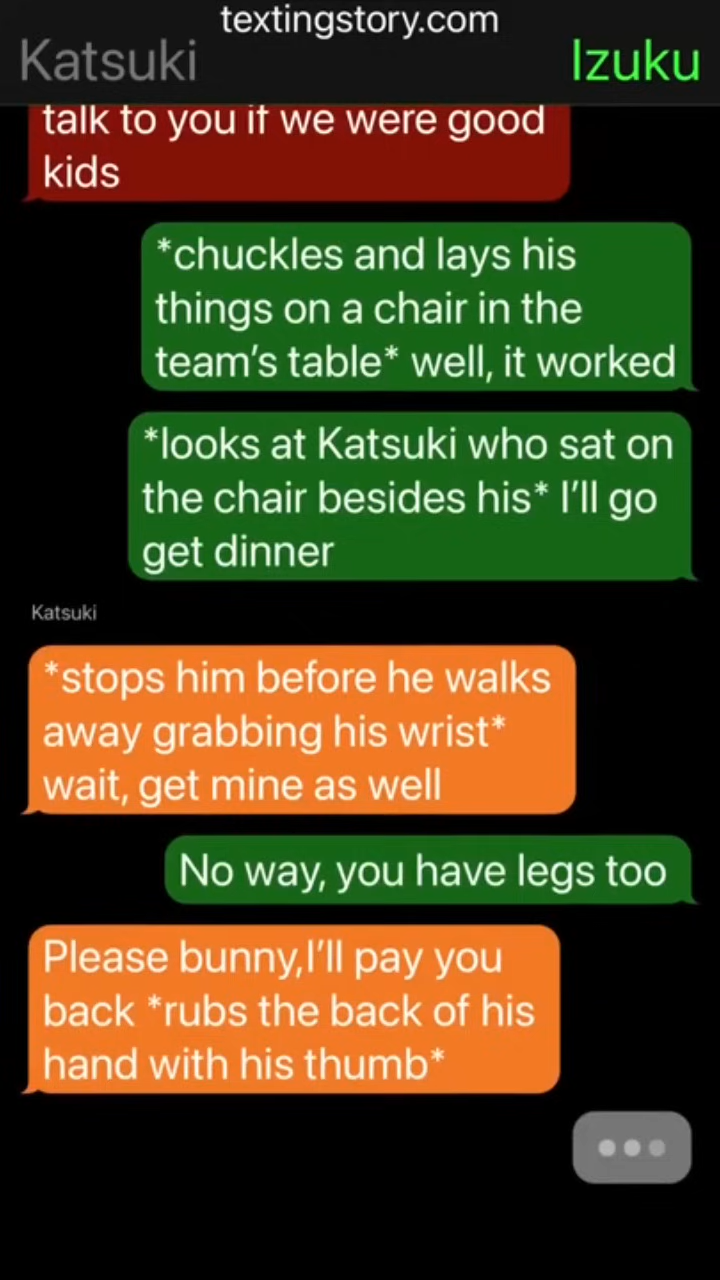 textingstory.com
Katsuki
Izuku
talk to you if we were good
kids
*chuckles and lays his
things on a chair in the
team's table* well, it worked
*looks at Katsuki who sat on
the chair besides his* I'll go
get dinner
Katsuki
*stops him before he walks
away grabbing his wrist*
wait, get mine as well
No way, you have legs too
Please bunny,I'll pay you
back *rubs the back of his
hand with his thumb*